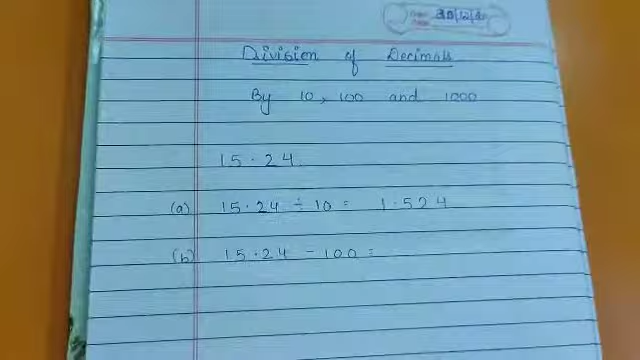 Division of Decimals
By 10, 100 and 1000
15.24
(a) 15.24 ÷ 10 = 1.524
(b) 15.24 - 100 =